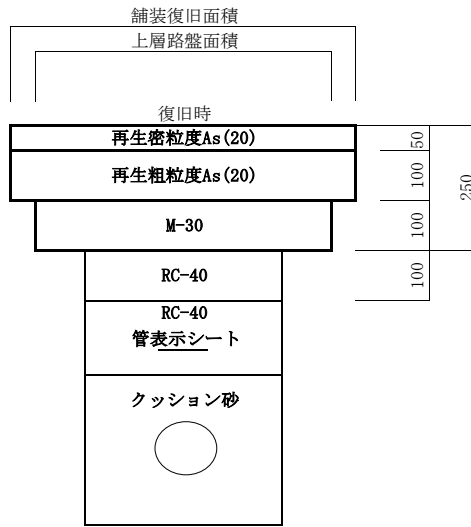 舗装復旧面積
上層路盤面積
復旧時
再生密粒度As(20)
50
再生粗粒度As(20)
100
250
M-30
100
RC-40
100
RC-40
管表示シート
クッション砂